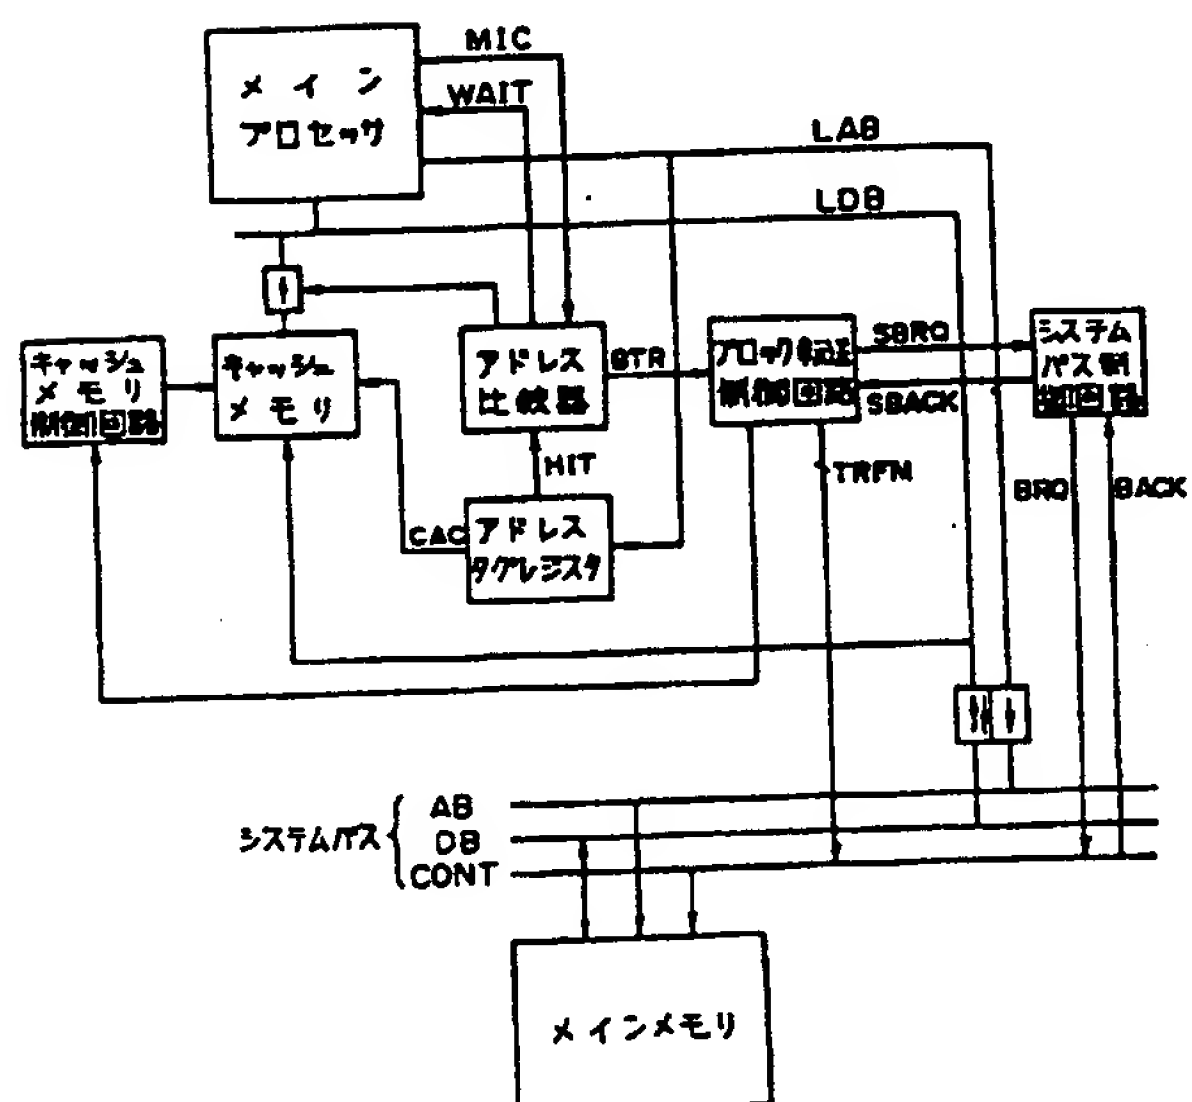 MIC
メイン
プロセッサ
WAIT
LAB
LDB
キャッシュ
メモリ
制御回路
キャッシュ
メモリ
アドレス
比較器
BTR
ブロック転送
制御回路
SBRQ
SBACK
システム
バス制
御回路
HIT
TRFM
BRQ
BACK
CAC
アドレス
タグレジスタ
システムバス
AB
DB
CONT
メインメモリ